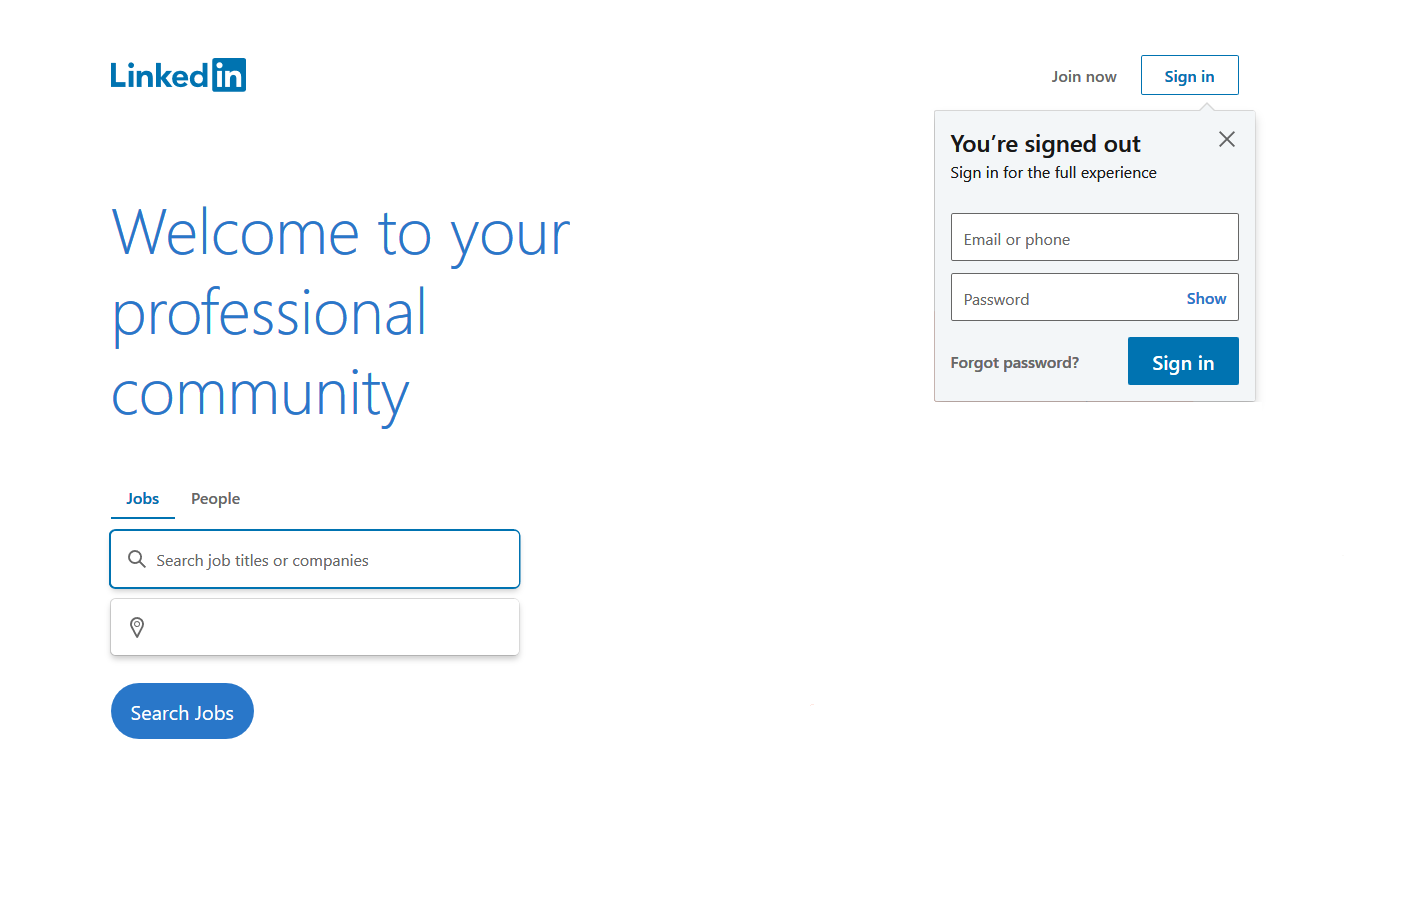 Linkedin
Join now
Sign in
You’re signed out
Sign in for the full experience
Email or phone
Password
Show
Forgot password?
Sign in
Welcome to your
professional
community
Jobs
People
Search job titles or companies
Search Jobs